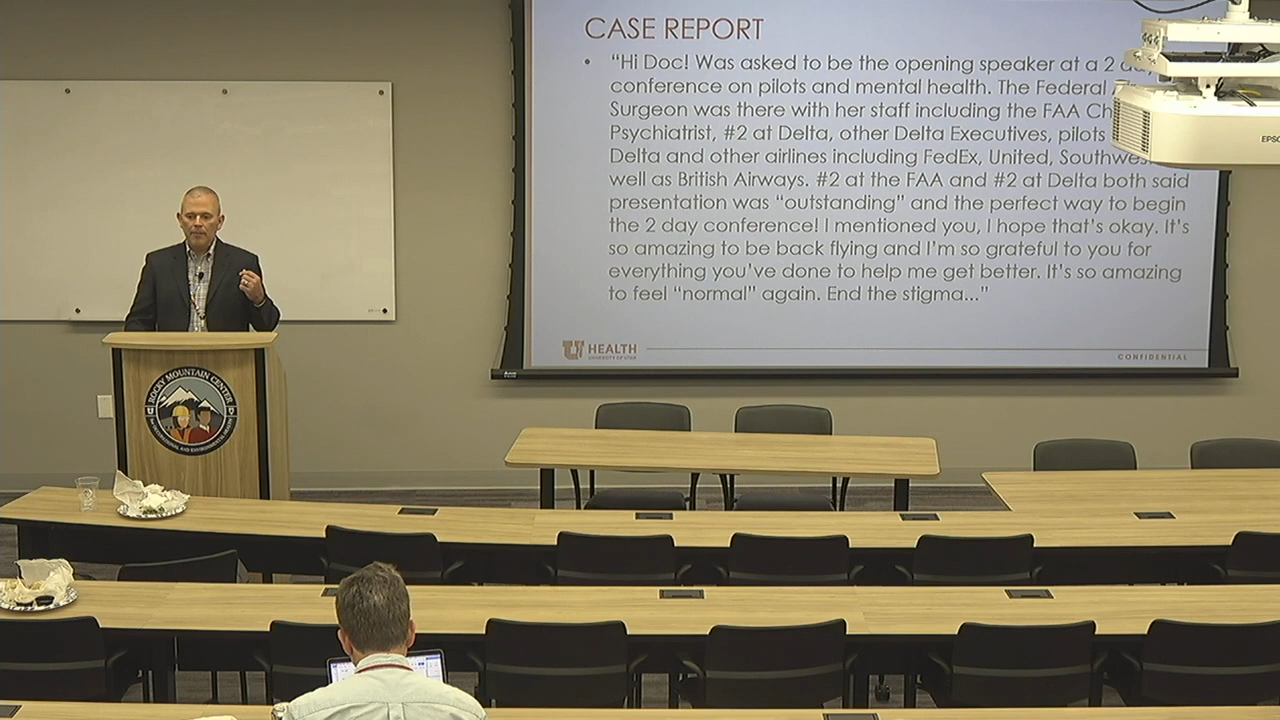 CASE REPORT
• “Hi Doc! Was asked to be the opening speaker at a 2
conference on pilots and mental health. The Federal
Surgeon was there with her staff including the FAA
Psychiatrist, #2 at Delta, other Delta Executives, pilots
Delta and other airlines including FedEx, United,
well as British Airways. #2 at the FAA and #2 at Delta both said
presentation was “outstanding” and the perfect way to begin
the 2 day conference! I mentioned you, I hope that’s okay. It’s
so amazing to be back flying and I’m so grateful to you for
everything you’ve done to help me get better. It’s so amazing
to feel “normal” again. End the stigma...”
U HEALTH
UNIVERSITY OF UTAH
CONFIDENTIAL
ROCKY MOUNTAIN CENTER